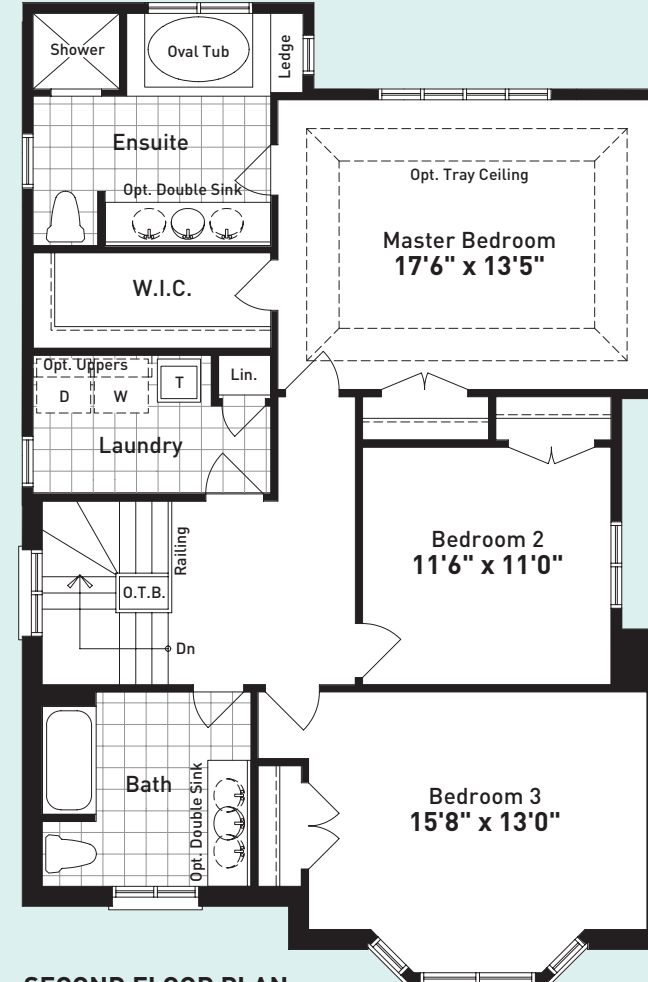 Shower
Oval Tub
Ledge
Ensuite
Opt. Double Sink
Opt. Tray Ceiling
Master Bedroom
17'6" x 13'5"
W.I.C.
Opt. Uppers
D
W
T
Lin.
Laundry
Railing
O.T.B.
Dn
Bedroom 2
11'6" x 11'0"
Bath
Opt. Double Sink
Bedroom 3
15'8" x 13'0"
SECOND FLOOR PLAN